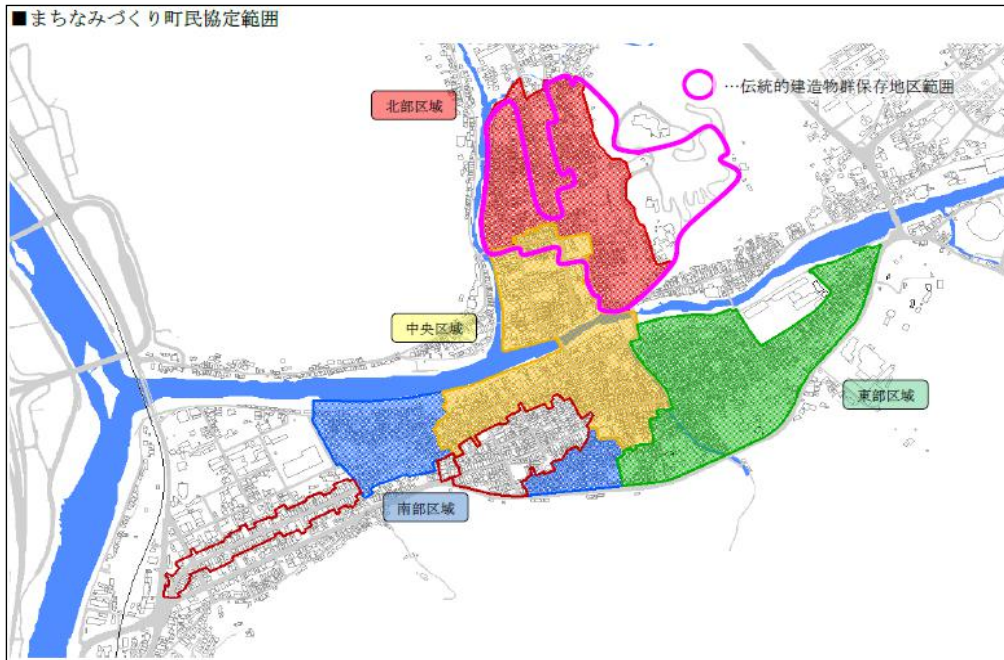 ■まちなみづくり町民協定範囲
…伝統的建造物群保存地区範囲
北部区域
中央区域
東部区域
南部区域